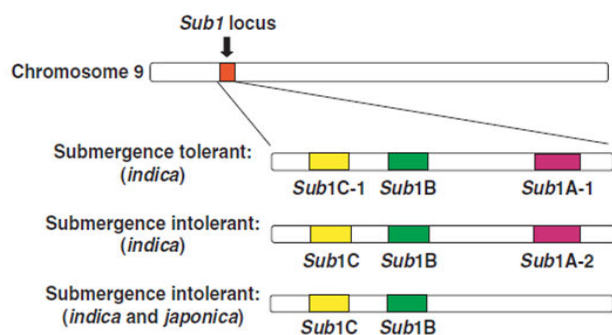 Sub1 locus
Chromosome 9
Submergence tolerant:
(indica)
Sub1C-1 Sub1B Sub1A-1
Submergence intolerant:
(indica)
Sub1C Sub1B Sub1A-2
Submergence intolerant:
(indica and japonica)
Sub1C Sub1B